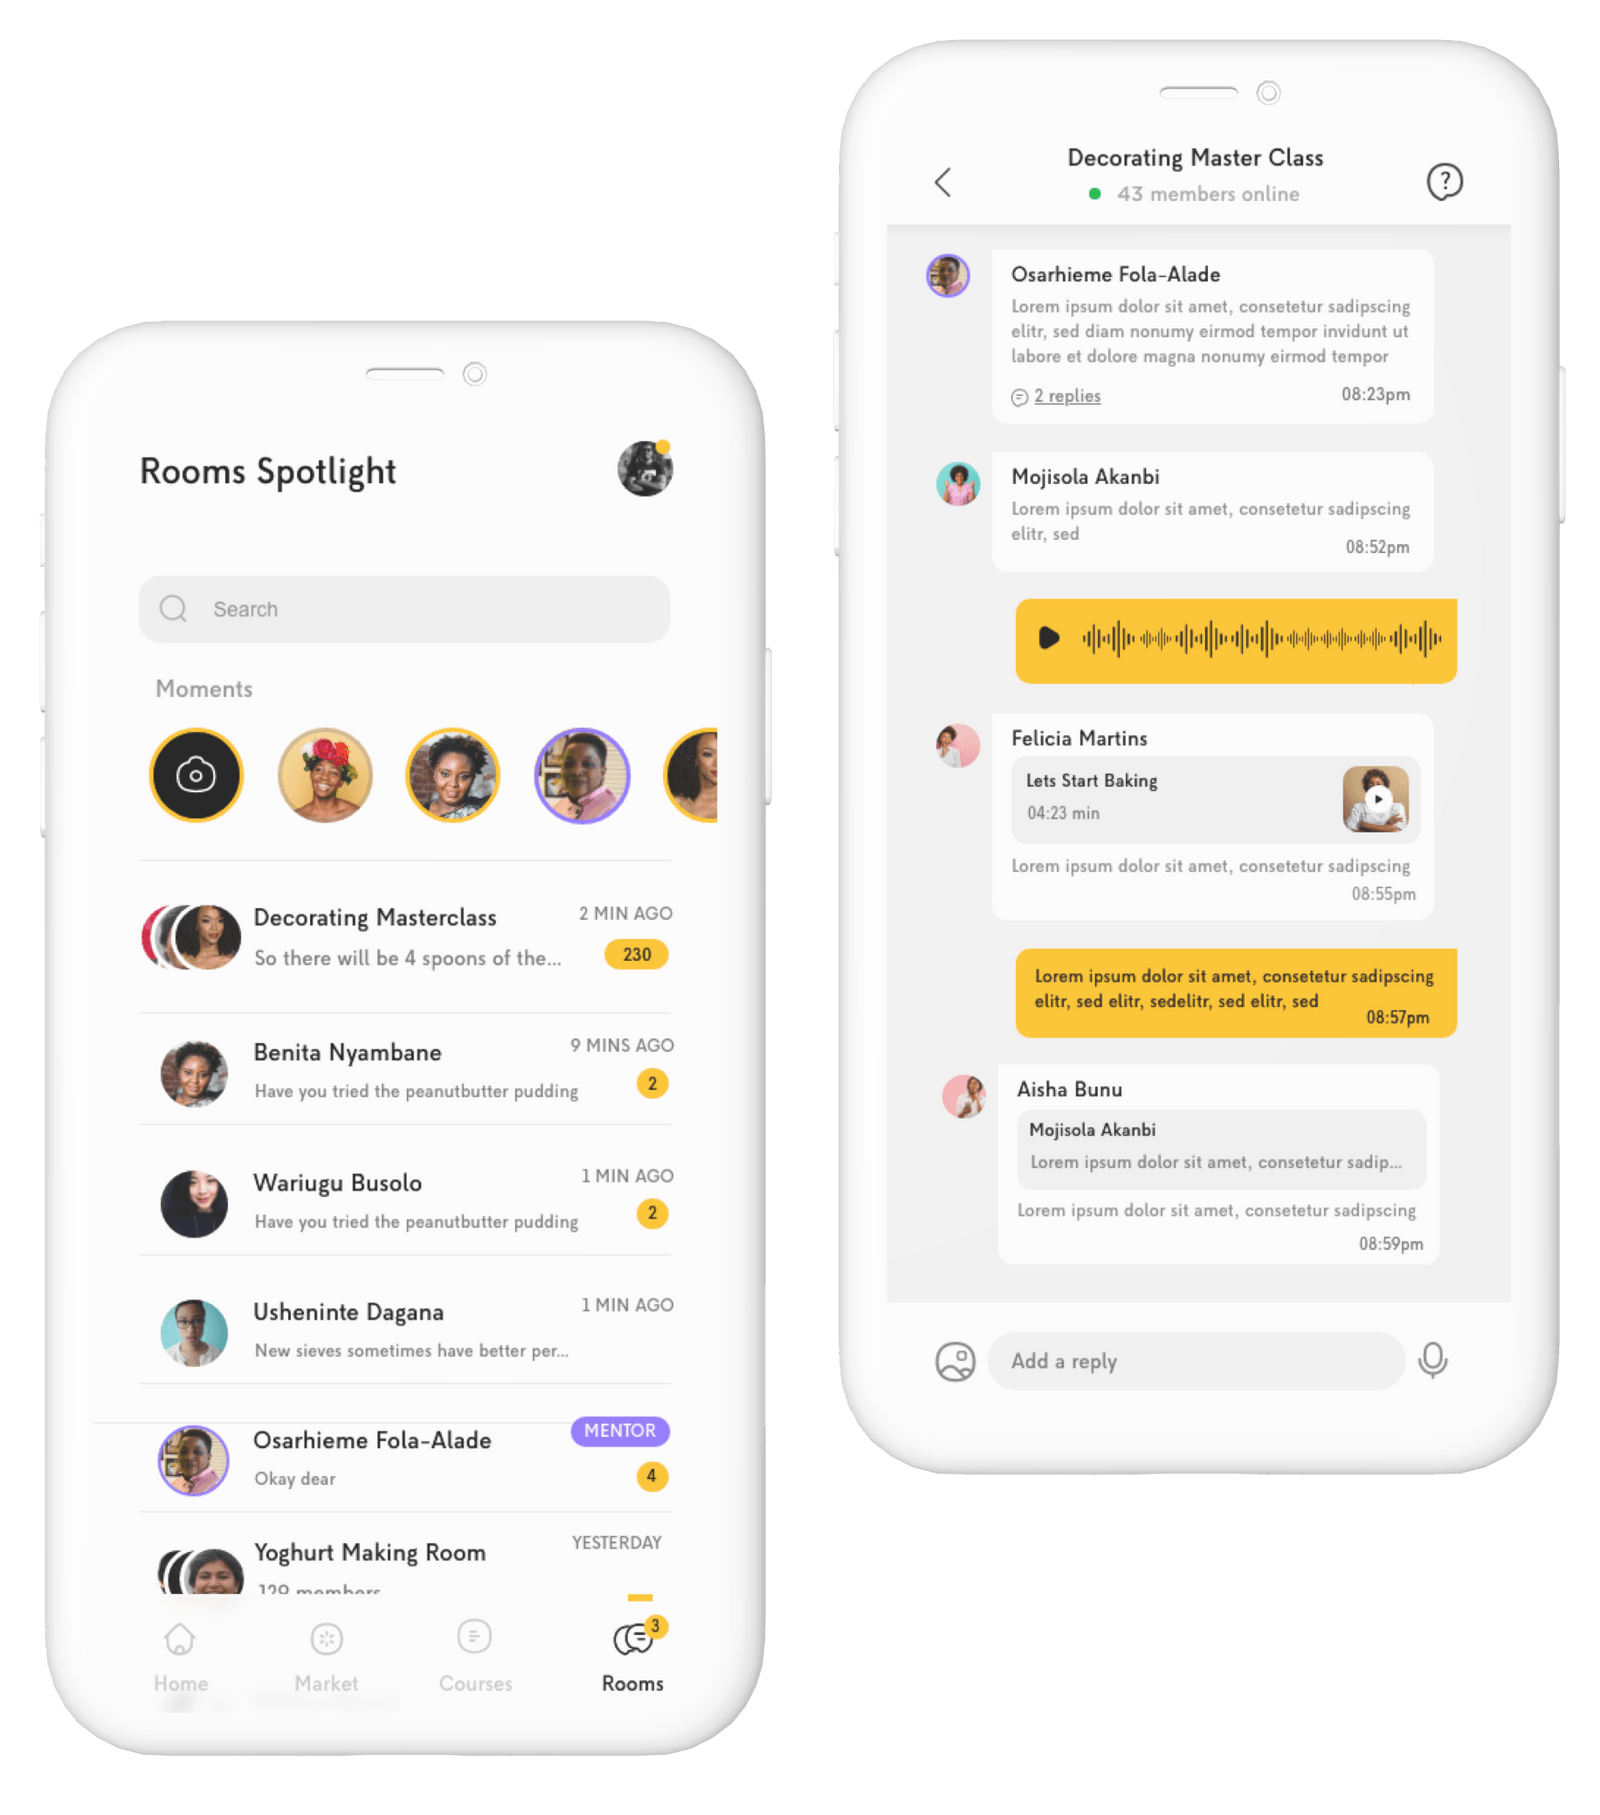 Rooms Spotlight
Search
Moments
Decorating Masterclass
2 MIN AGO
So there will be 4 spoons of the...
230
Benita Nyambane
9 MINS AGO
Have you tried the peanutbutter pudding
2
Wariugu Busolo
1 MIN AGO
Have you tried the peanutbutter pudding
2
Usheninte Dagana
1 MIN AGO
New sieves sometimes have better per...
MENTOR
Osarhieme Fola-Alade
Okay dear
4
Yoghurt Making Room
YESTERDAY
129 members
3
Home
Market
Courses
Rooms
Decorating Master Class
43 members online
?
Osarhieme Fola-Alade
Lorem ipsum dolor sit amet, consetetur sadipscing
elitr, sed diam nonumy eirmod tempor invidunt ut
labore et dolore magna nonumy eirmod tempor
2 replies
08:23pm
Mojisola Akanbi
Lorem ipsum dolor sit amet, consetetur sadipscing
elitr, sed
08:52pm
Felicia Martins
Lets Start Baking
04:23 min
Lorem ipsum dolor sit amet, consetetur sadipscing
08:55pm
Lorem ipsum dolor sit amet, consetetur sadipscing
elitr, sed elitr, sedelitr, sed elitr, sed
08:57pm
Aisha Bunu
Mojisola Akanbi
Lorem ipsum dolor sit amet, consetetur sadip...
Lorem ipsum dolor sit amet, consetetur sadipscing
08:59pm
Add a reply